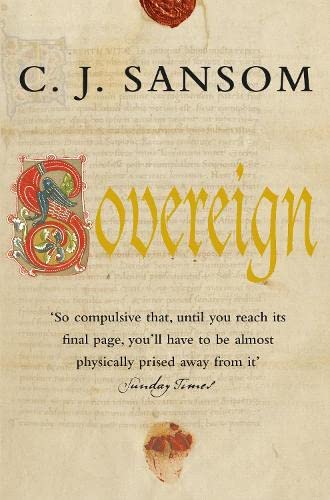 C. J. SANSOM
Sovereign
‘So compulsive that, until you reach its
final page, you’ll have to be almost
physically prised away from it’
Sunday Times